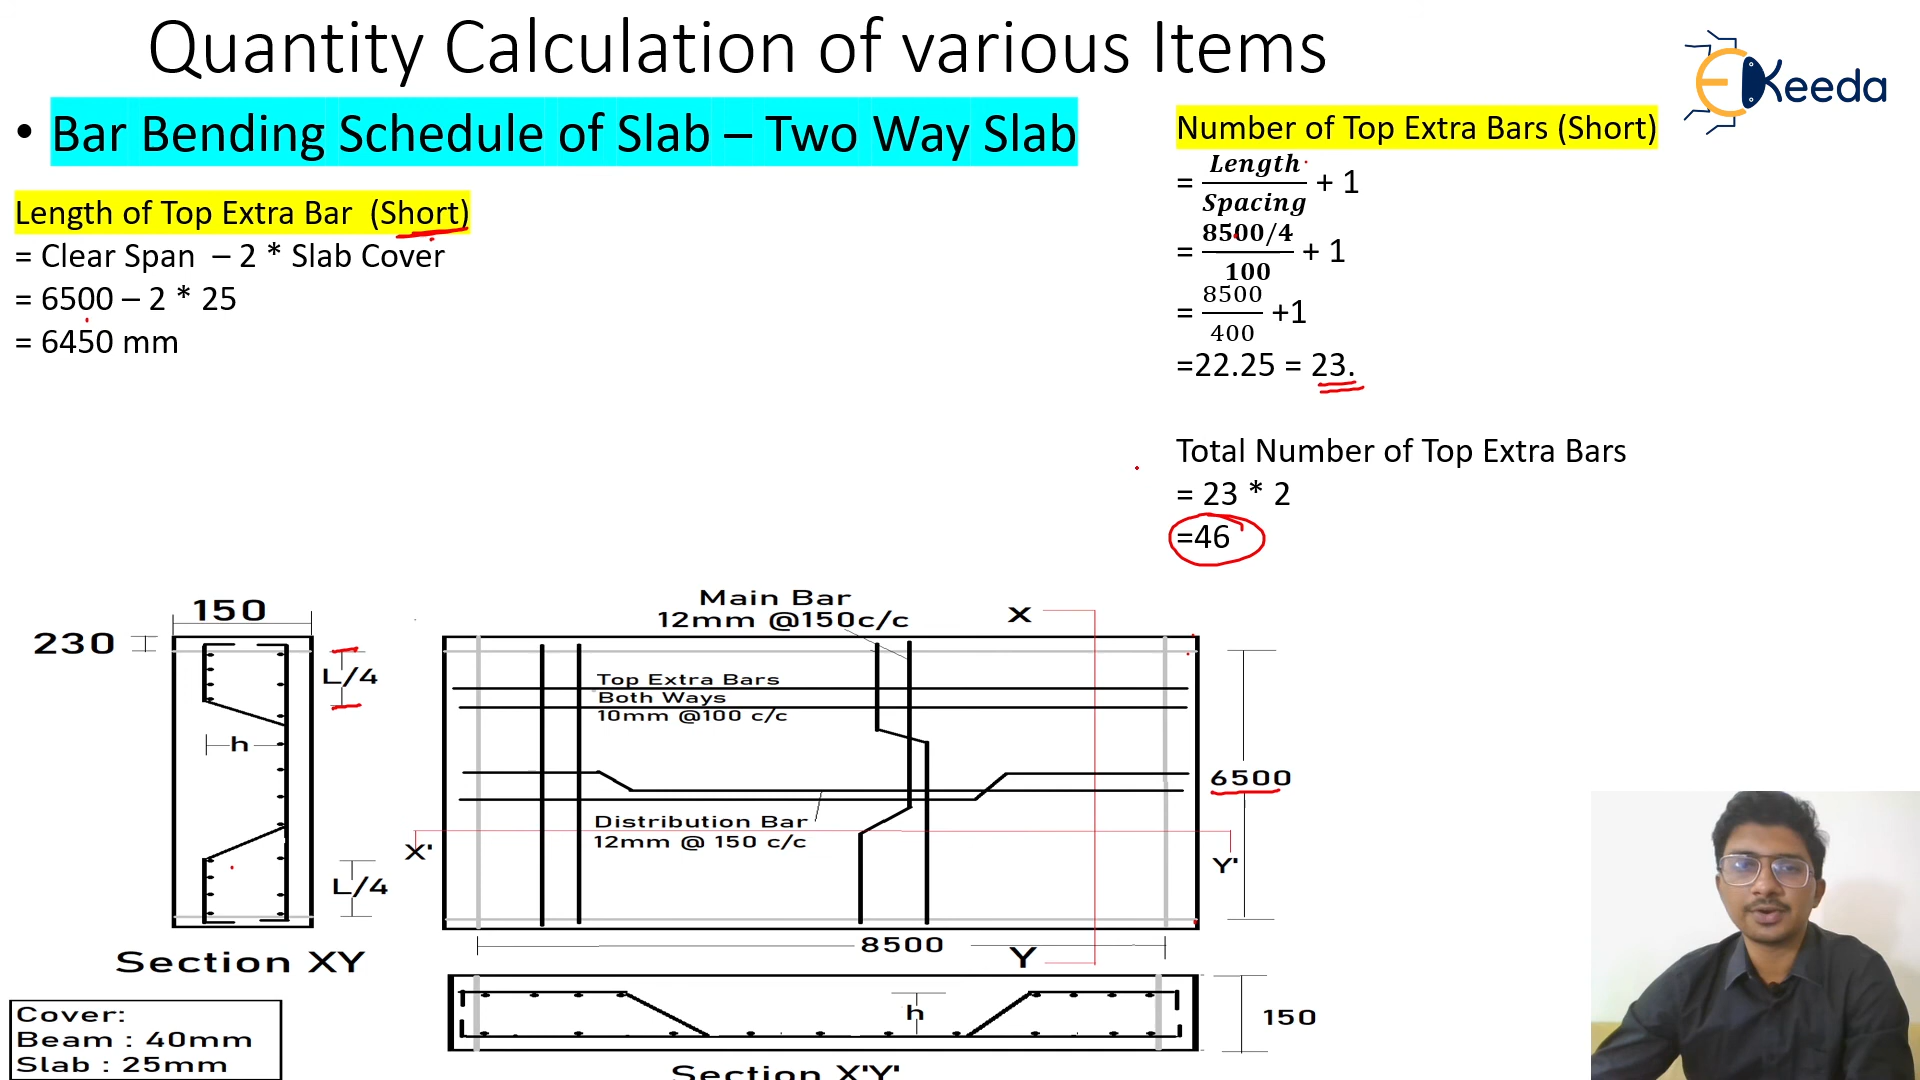 Quantity Calculation of various Items
EKeeda
• Bar Bending Schedule of Slab – Two Way Slab
Length of Top Extra Bar (Short)
= Clear Span – 2 * Slab Cover
= 6500 – 2 * 25
= 6450 mm
Number of Top Extra Bars (Short)
= Length / Spacing + 1
= 8500/4 / 100 + 1
= 8500 / 400 +1
=22.25 = 23.
Total Number of Top Extra Bars
= 23 * 2
=46
150
230
L/4
h
L/4
Section XY
Main Bar
12mm @150c/c
X
Top Extra Bars
Both Ways
10mm @100 c/c
6500
Distribution Bar
12mm @ 150 c/c
X'
Y'
8500
Y
h
150
Section X'Y'
Cover:
Beam : 40mm
Slab : 25mm